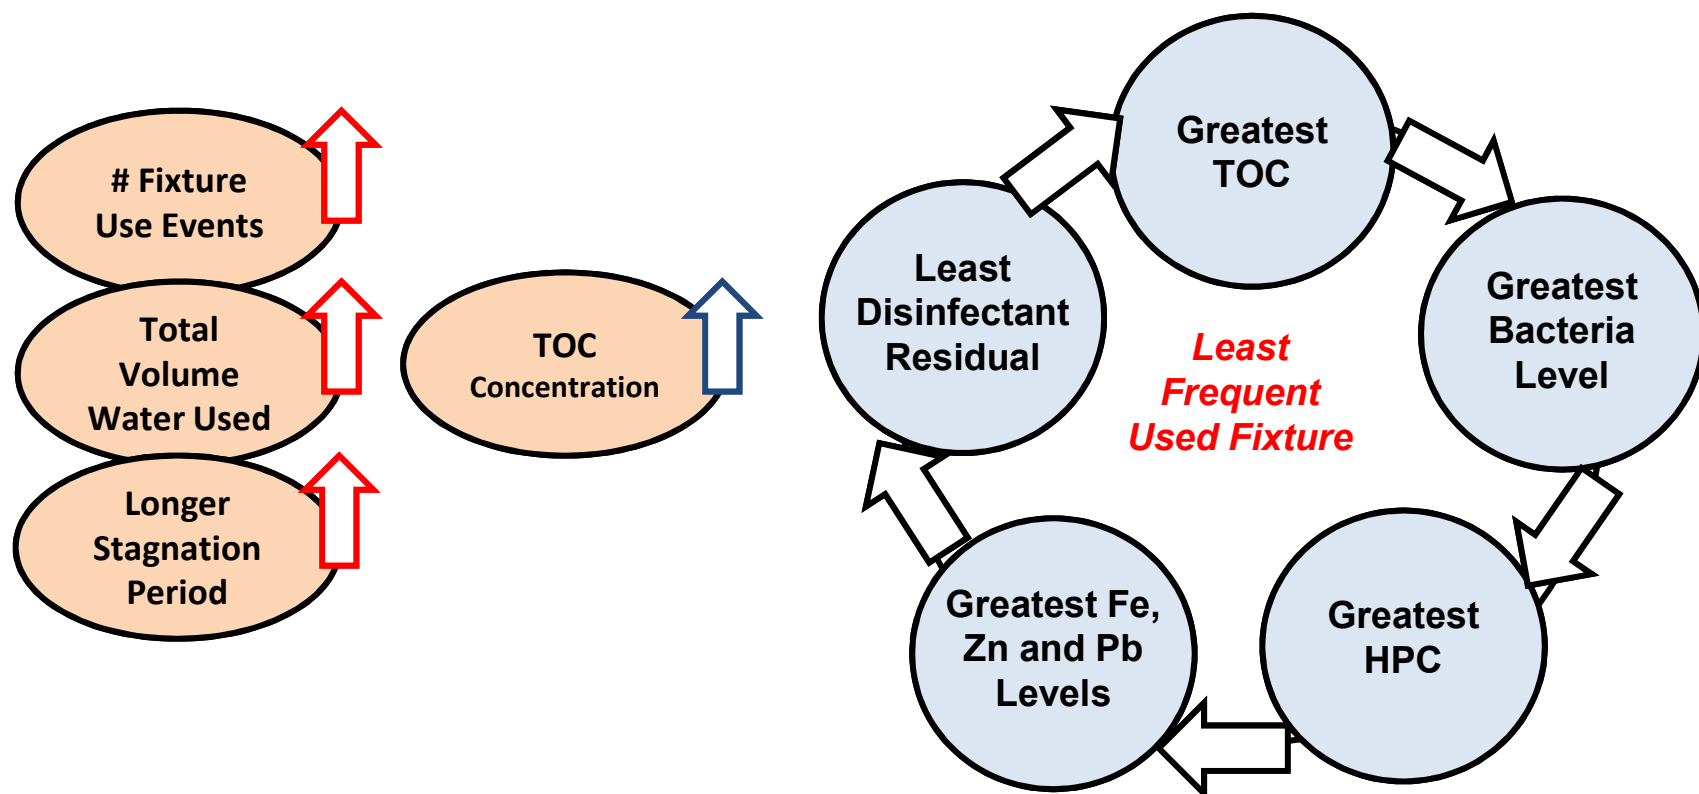 # Fixture
Use Events
Total
Volume
Water Used
Longer
Stagnation
Period
TOC
Concentration
Greatest
TOC
Greatest
Bacteria
Level
Greatest
HPC
Greatest Fe,
Zn and Pb
Levels
Least
Disinfectant
Residual
Least
Frequent
Used Fixture